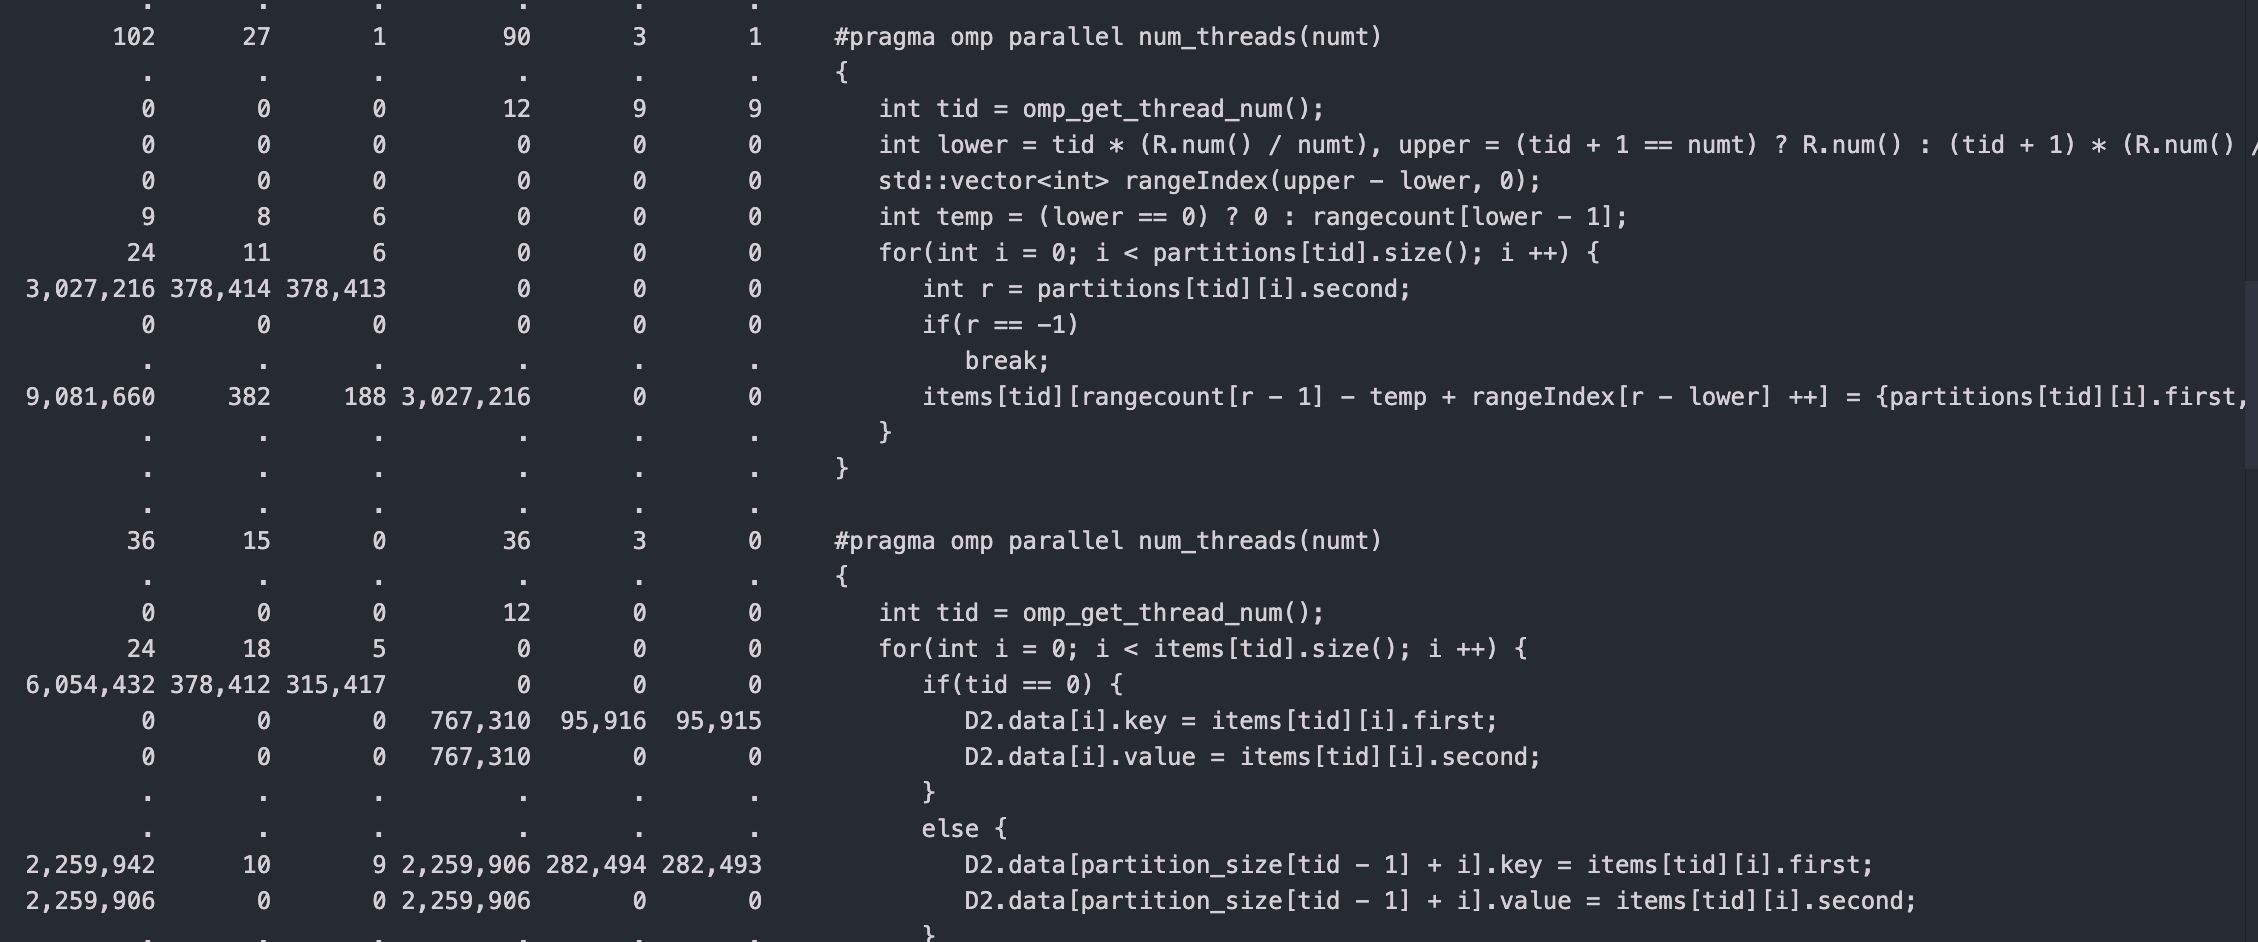 . . . . . .
102 27 1 90 3 1 #pragma omp parallel num_threads(numt)
. . . . . . {
0 0 0 12 9 9 int tid = omp_get_thread_num();
0 0 0 0 0 0 int lower = tid * (R.num() / numt), upper = (tid + 1 == numt) ? R.num() : (tid + 1) * (R.num() /
0 0 0 0 0 0 std::vector<int> rangeIndex(upper - lower, 0);
9 8 6 0 0 0 int temp = (lower == 0) ? 0 : rangecount[lower - 1];
24 11 6 0 0 0 for(int i = 0; i < partitions[tid].size(); i ++) {
3,027,216 378,414 378,413 0 0 0 int r = partitions[tid][i].second;
0 0 0 0 0 0 if(r == -1)
. . . . . . break;
9,081,660 382 188 3,027,216 0 0 items[tid][rangecount[r - 1] - temp + rangeIndex[r - lower] ++] = {partitions[tid][i].first,
. . . . . . }
. . . . . . }
. . . . . .
36 15 0 36 3 0 #pragma omp parallel num_threads(numt)
. . . . . . {
0 0 0 12 0 0 int tid = omp_get_thread_num();
24 18 5 0 0 0 for(int i = 0; i < items[tid].size(); i ++) {
6,054,432 378,412 315,417 0 0 0 if(tid == 0) {
0 0 0 767,310 95,916 95,915 D2.data[i].key = items[tid][i].first;
0 0 0 767,310 0 0 D2.data[i].value = items[tid][i].second;
. . . . . . }
. . . . . . else {
2,259,942 10 9 2,259,906 282,494 282,493 D2.data[partition_size[tid - 1] + i].key = items[tid][i].first;
2,259,906 0 0 2,259,906 0 0 D2.data[partition_size[tid - 1] + i].value = items[tid][i].second;
. . . . . . }